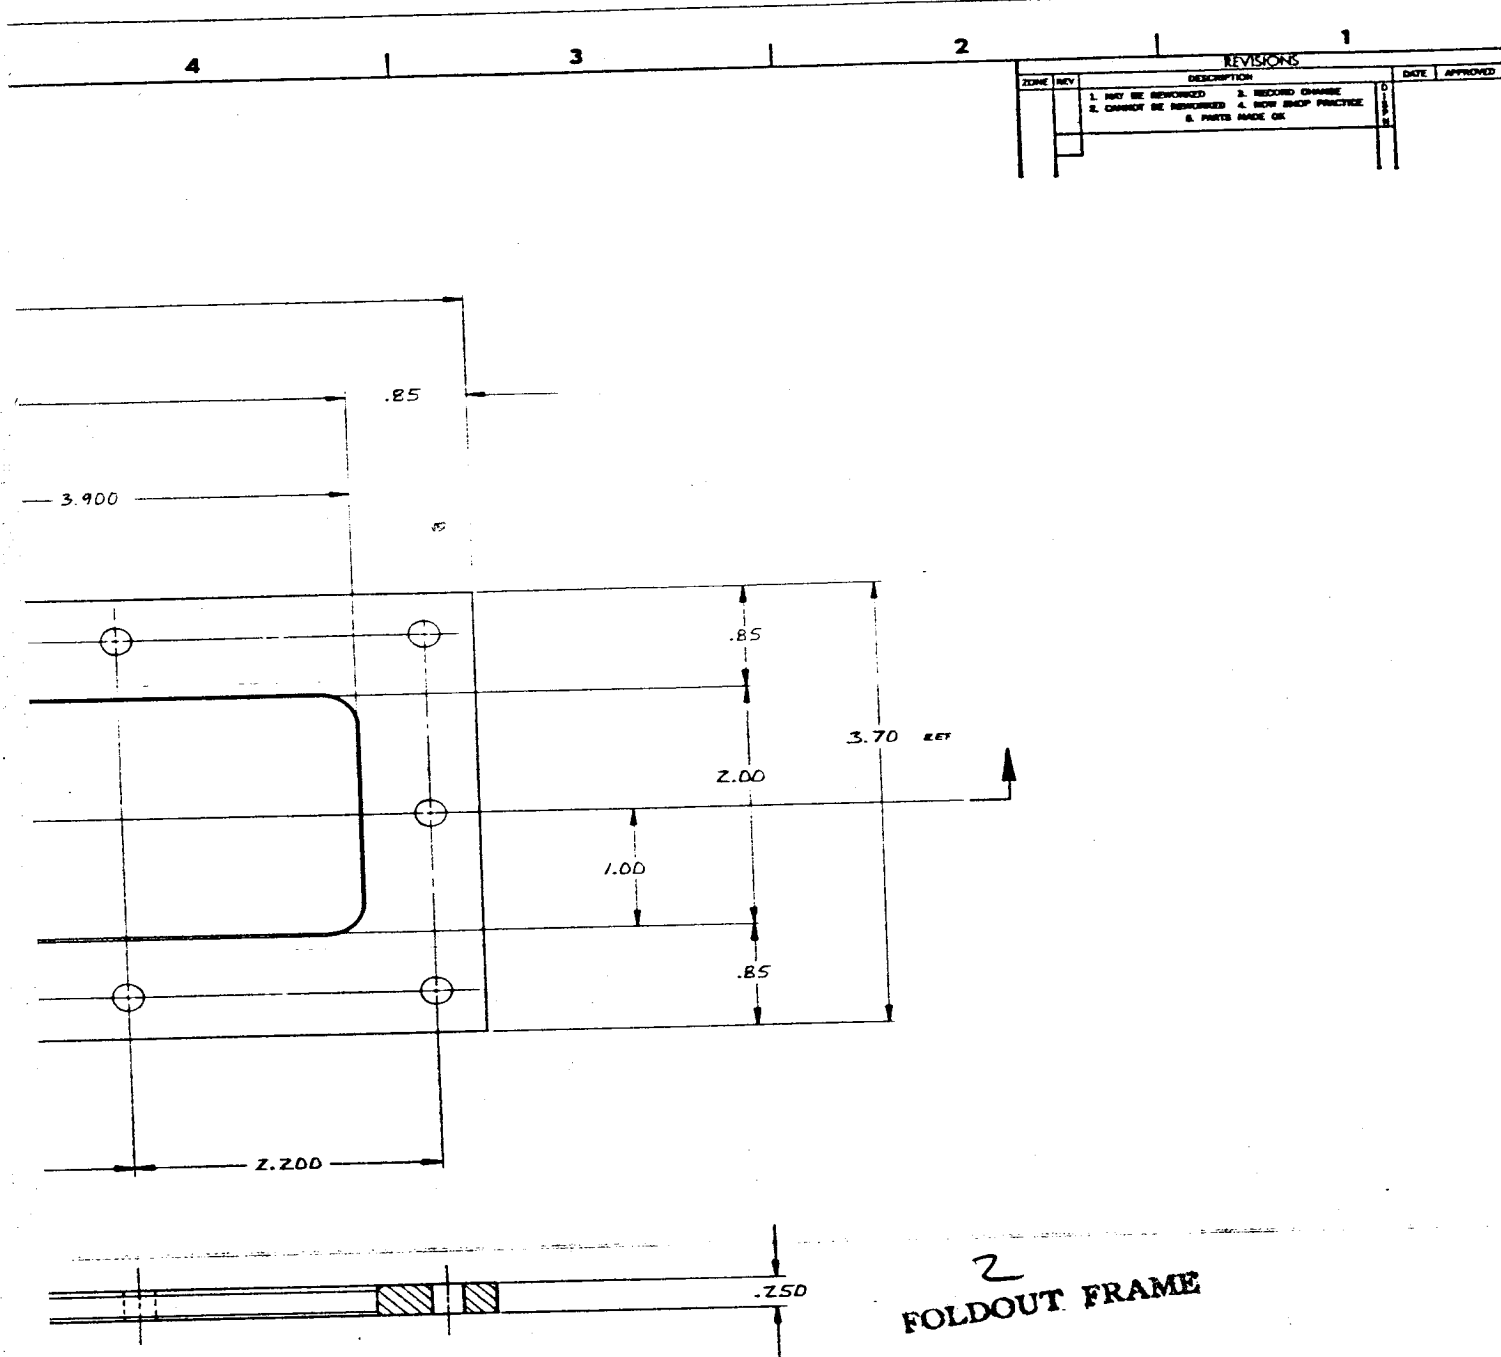 4 3 2 1
REVISIONS
ZONE REV DESCRIPTION DATE APPROVED
1. MAY BE REWORKED 3. RECORD CHANGE
2. CANNOT BE REWORKED 4. NOW SHOP PRACTICE
5. PARTS MADE OK
.85
3.900
.85
3.70 REF
2.00
1.00
.85
2.200
.250
2
FOLDOUT FRAME